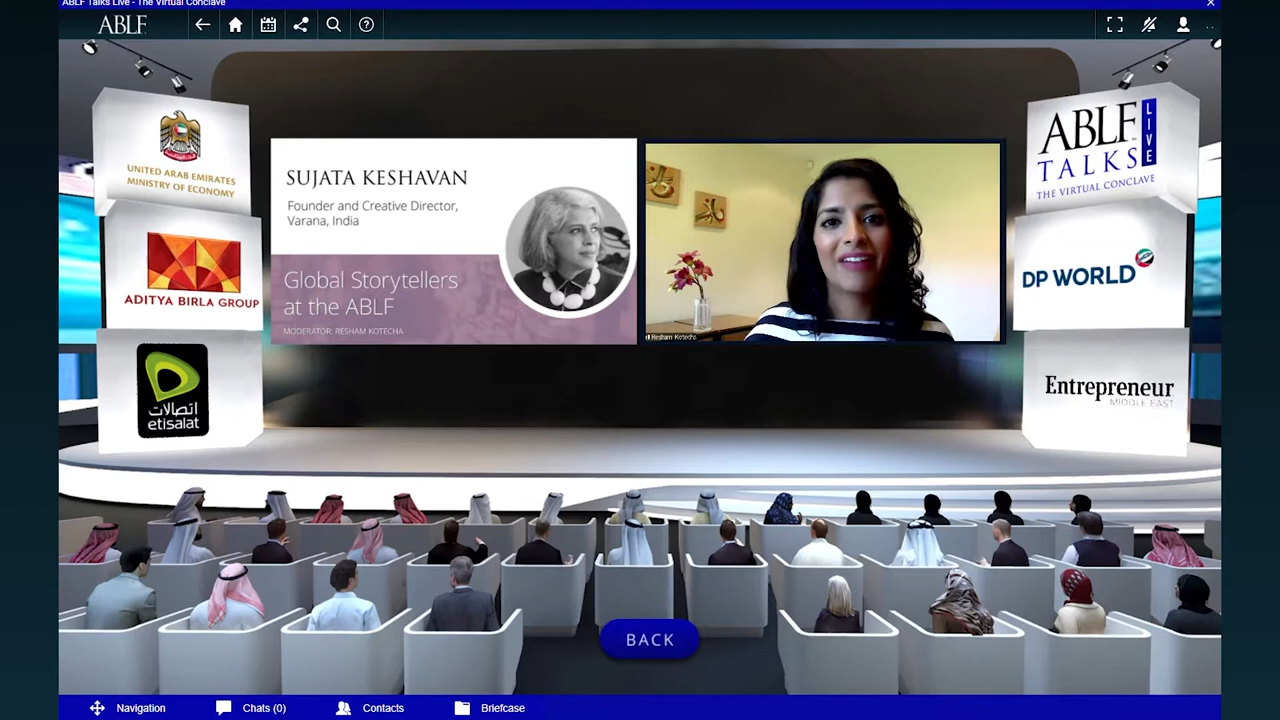 ABLF Talks Live - The Virtual Conclave
ABLF
UNITED ARAB EMIRATES
MINISTRY OF ECONOMY
ADITYA BIRLA GROUP
اتصالات
etisalat
SUJATA KESHAVAN
Founder and Creative Director,
Varana, India
Global Storytellers
at the ABLF
MODERATOR: RESHAM KOTECHA
Resham Kotecha
ABLF LIVE
TALKS
THE VIRTUAL CONCLAVE
DP WORLD
Entrepreneur
MIDDLE EAST
BACK
Navigation
Chats (0)
Contacts
Briefcase